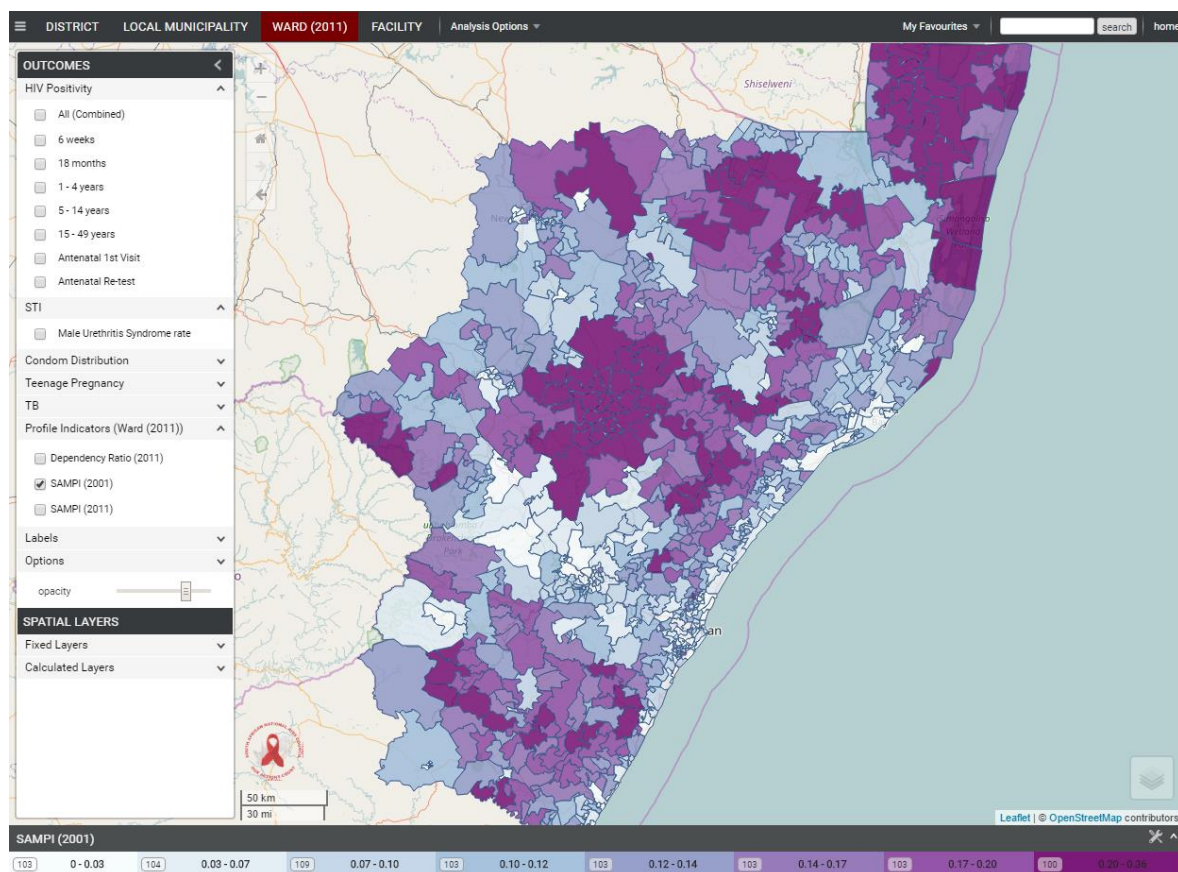 DISTRICT LOCAL MUNICIPALITY WARD (2011) FACILITY Analysis Options My Favourites search home
OUTCOMES
HIV Positivity
All (Combined)
6 weeks
18 months
1 - 4 years
5 - 14 years
15 - 49 years
Antenatal 1st Visit
Antenatal Re-test
STI
Male Urethritis Syndrome rate
Condom Distribution
Teenage Pregnancy
TB
Profile Indicators (Ward (2011))
Dependency Ratio (2011)
SAMPI (2001)
SAMPI (2011)
Labels
Options
opacity
SPATIAL LAYERS
Fixed Layers
Calculated Layers
Shiselweni
Park
an
50 km
30 mi
Leaflet | © OpenStreetMap contributors
SAMPI (2001)
103 0 - 0.03 104 0.03 - 0.07 109 0.07 - 0.10 103 0.10 - 0.12 103 0.12 - 0.14 103 0.14 - 0.17 103 0.17 - 0.20 100 0.20 - 0.36